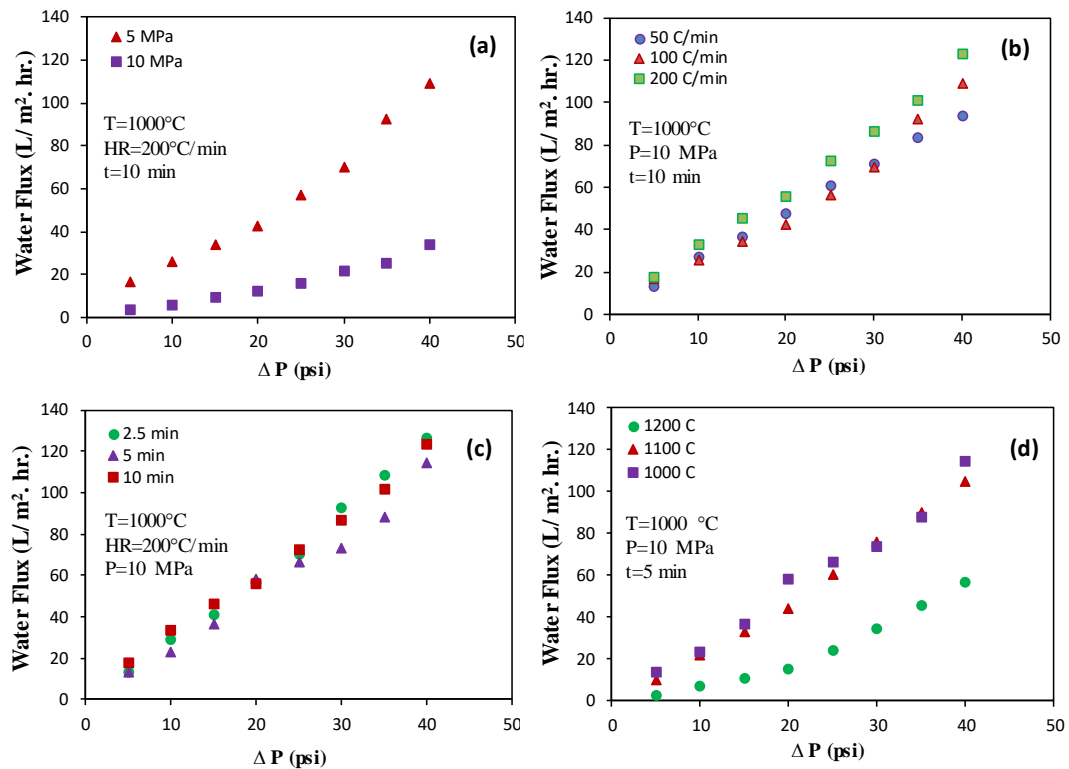 (a)
5 MPa
10 MPa
T=1000°C
HR=200°C/min
t=10 min
Water Flux (L/ m². hr.)
140
120
100
80
60
40
20
0
0 10 20 30 40 50
Δ P (psi)
(b)
50 C/min
100 C/min
200 C/min
T=1000°C
P=10 MPa
t=10 min
Water Flux (L/ m². hr.)
140
120
100
80
60
40
20
0
0 10 20 30 40 50
Δ P (psi)
(c)
2.5 min
5 min
10 min
T=1000°C
HR=200°C/min
P=10 MPa
Water Flux (L/ m². hr.)
140
120
100
80
60
40
20
0
0 10 20 30 40 50
Δ P (psi)
(d)
1200 C
1100 C
1000 C
T=1000 °C
P=10 MPa
t=5 min
Water Flux (L/ m². hr.)
140
120
100
80
60
40
20
0
0 10 20 30 40 50
Δ P (psi)